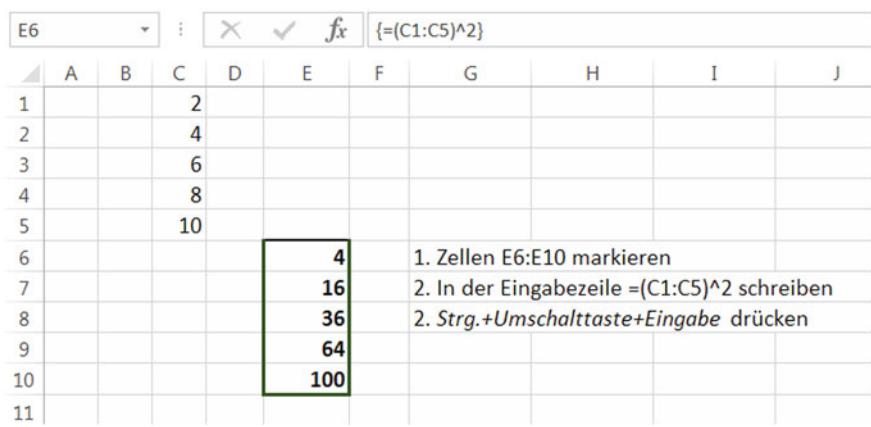 E6 fx {=(C1:C5)^2}
A B C D E F G H I J
1 2
2 4
3 6
4 8
5 10
6 4 1. Zellen E6:E10 markieren
7 16 2. In der Eingabezeile =(C1:C5)^2 schreiben
8 36 2. Strg.+Umschalttaste+Eingabe drücken
9 64
10 100
11